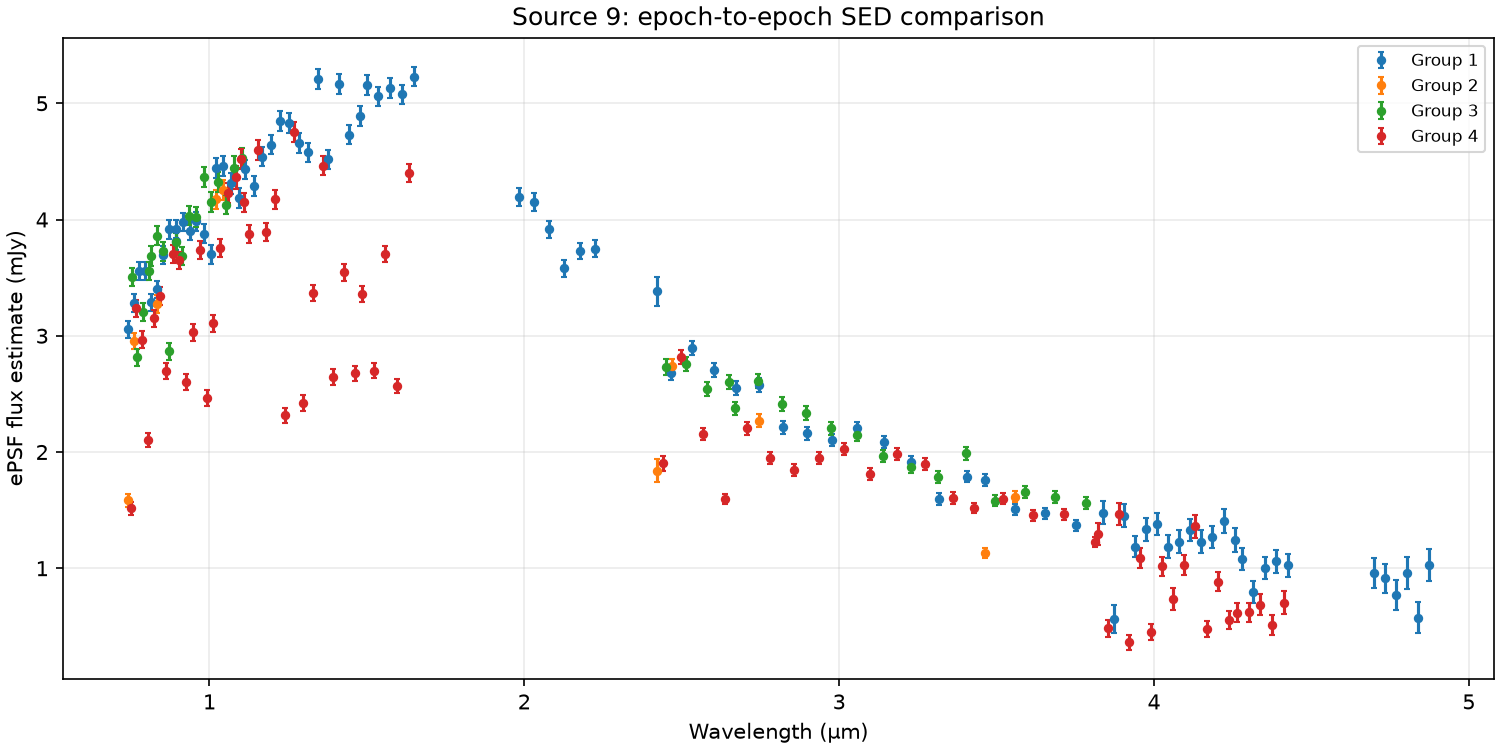 Source 9: epoch-to-epoch SED comparison
ePSF flux estimate (mJy)
5
4
3
2
1
Group 1
Group 2
Group 3
Group 4
1 2 3 4 5
Wavelength (µm)